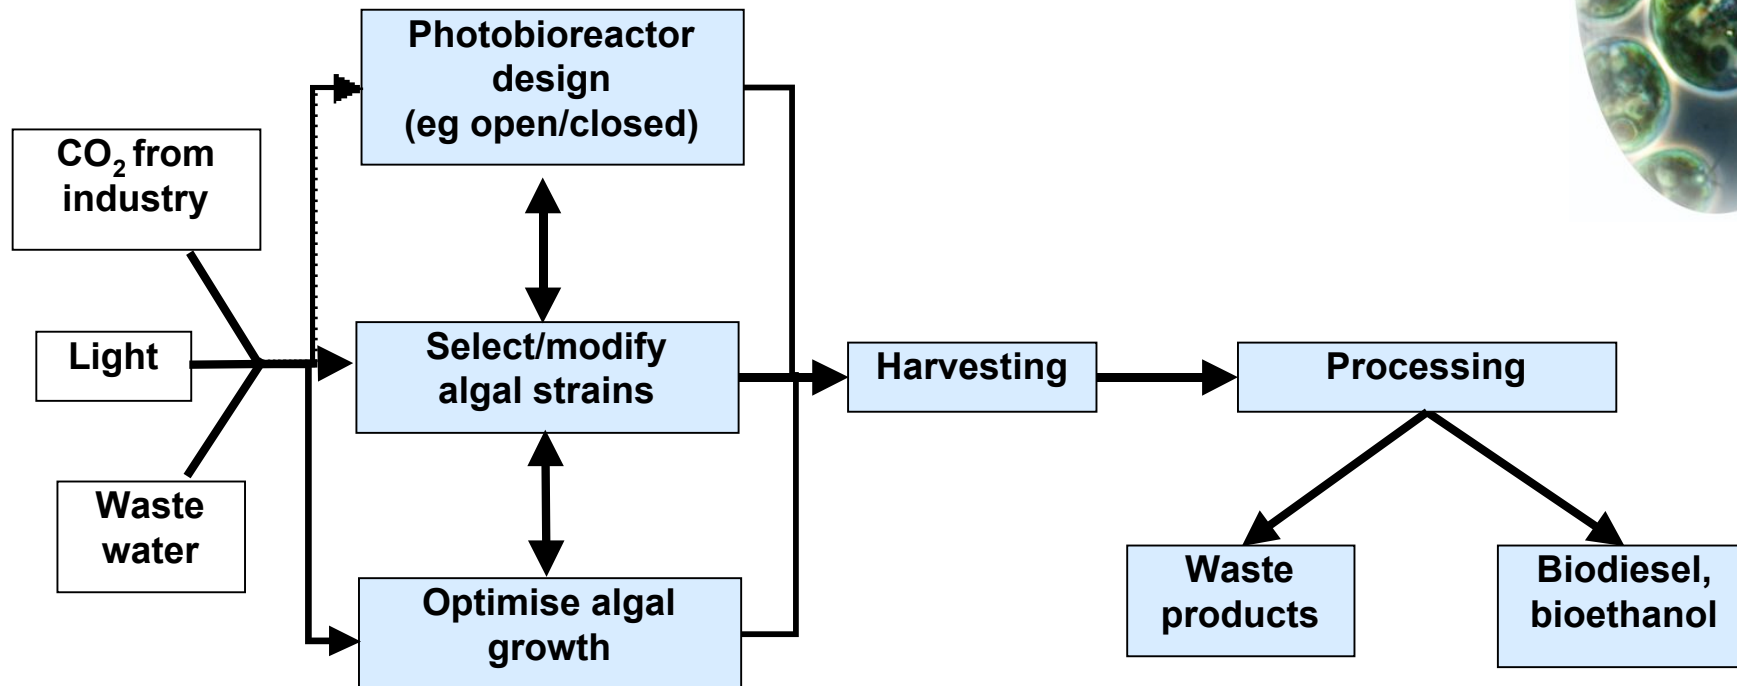 Photobioreactor
design
(eg open/closed)
CO₂ from
industry
Light
Select/modify
algal strains
Harvesting
Processing
Waste
water
Optimise algal
growth
Waste
products
Biodiesel,
bioethanol